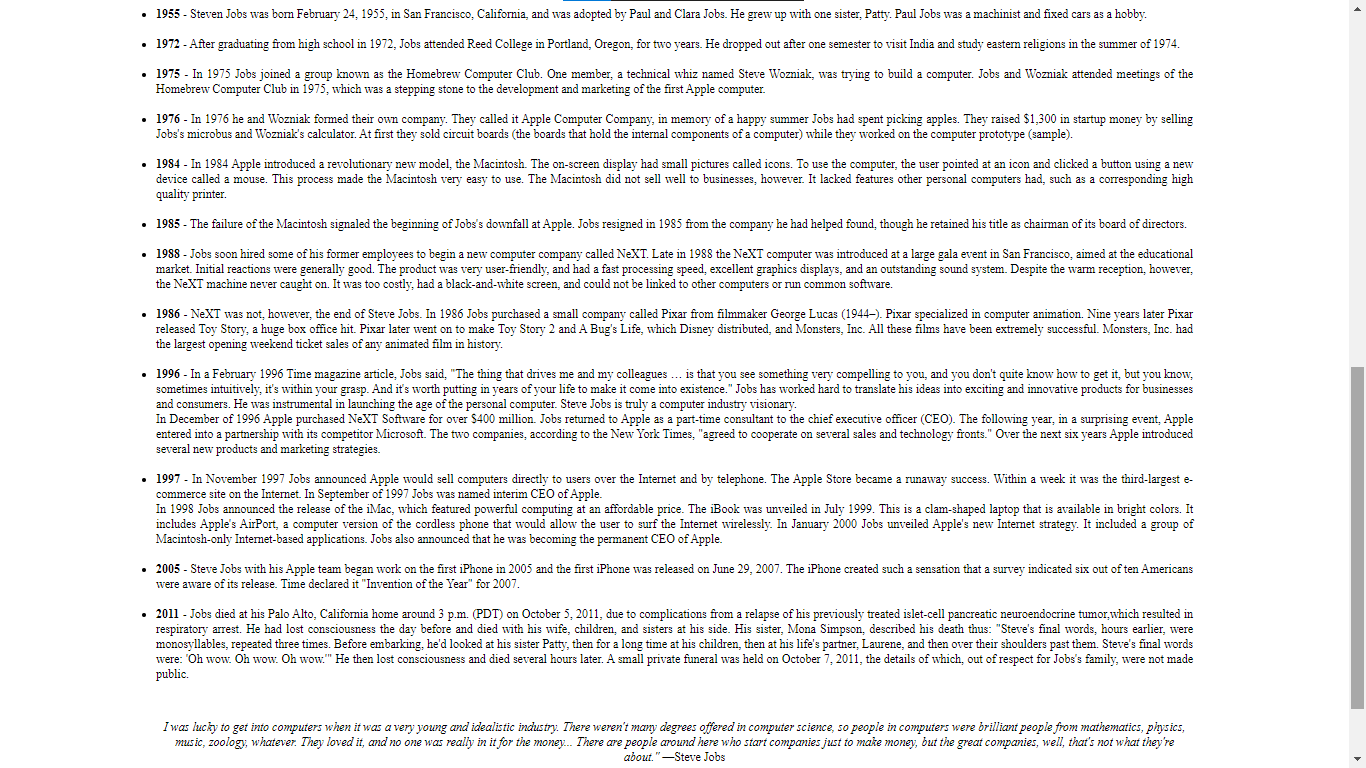 1955 - Steven Jobs was born February 24, 1955, in San Francisco, California, and was adopted by Paul and Clara Jobs. He grew up with one sister, Patty. Paul Jobs was a machinist and fixed cars as a hobby.
1972 - After graduating from high school in 1972, Jobs attended Reed College in Portland, Oregon, for two years. He dropped out after one semester to visit India and study eastern religions in the summer of 1974.
1975 - In 1975 Jobs joined a group known as the Homebrew Computer Club. One member, a technical whiz named Steve Wozniak, was trying to build a computer. Jobs and Wozniak attended meetings of the
Homebrew Computer Club in 1975, which was a stepping stone to the development and marketing of the first Apple computer.
1976 - In 1976 he and Wozniak formed their own company. They called it Apple Computer Company, in memory of a happy summer Jobs had spent picking apples. They raised $1,300 in startup money by selling
Jobs's microbus and Wozniak's calculator. At first they sold circuit boards (the boards that hold the internal components of a computer) while they worked on the computer prototype (sample).
1984 - In 1984 Apple introduced a revolutionary new model, the Macintosh. The on-screen display had small pictures called icons. To use the computer, the user pointed at an icon and clicked a button using a new
device called a mouse. This process made the Macintosh very easy to use. The Macintosh did not sell well to businesses, however. It lacked features other personal computers had, such as a corresponding high
quality printer.
1985 - The failure of the Macintosh signaled the beginning of Jobs's downfall at Apple. Jobs resigned in 1985 from the company he had helped found, though he retained his title as chairman of its board of directors.
1988 - Jobs soon hired some of his former employees to begin a new computer company called NeXT. Late in 1988 the NeXT computer was introduced at a large gala event in San Francisco, aimed at the educational
market. Initial reactions were generally good. The product was very user-friendly, and had a fast processing speed, excellent graphics displays, and an outstanding sound system. Despite the warm reception, however,
the NeXT machine never caught on. It was too costly, had a black-and-white screen, and could not be linked to other computers or run common software.
1986 - NeXT was not, however, the end of Steve Jobs. In 1986 Jobs purchased a small company called Pixar from filmmaker George Lucas (1944–). Pixar specialized in computer animation. Nine years later Pixar
released Toy Story, a huge box office hit. Pixar later went on to make Toy Story 2 and A Bug's Life, which Disney distributed, and Monsters, Inc. All these films have been extremely successful. Monsters, Inc. had
the largest opening weekend ticket sales of any animated film in history.
1996 - In a February 1996 Time magazine article, Jobs said, "The thing that drives me and my colleagues … is that you see something very compelling to you, and you don't quite know how to get it, but you know,
sometimes intuitively, it's within your grasp. And it's worth putting in years of your life to make it come into existence." Jobs has worked hard to translate his ideas into exciting and innovative products for businesses
and consumers. He was instrumental in launching the age of the personal computer. Steve Jobs is truly a computer industry visionary.
In December of 1996 Apple purchased NeXT Software for over $400 million. Jobs returned to Apple as a part-time consultant to the chief executive officer (CEO). The following year, in a surprising event, Apple
entered into a partnership with its competitor Microsoft. The two companies, according to the New York Times, "agreed to cooperate on several sales and technology fronts." Over the next six years Apple introduced
several new products and marketing strategies.
1997 - In November 1997 Jobs announced Apple would sell computers directly to users over the Internet and by telephone. The Apple Store became a runaway success. Within a week it was the third-largest e-
commerce site on the Internet. In September of 1997 Jobs was named interim CEO of Apple.
In 1998 Jobs announced the release of the iMac, which featured powerful computing at an affordable price. The iBook was unveiled in July 1999. This is a clam-shaped laptop that is available in bright colors. It
includes Apple's AirPort, a computer version of the cordless phone that would allow the user to surf the Internet wirelessly. In January 2000 Jobs unveiled Apple's new Internet strategy. It included a group of
Macintosh-only Internet-based applications. Jobs also announced that he was becoming the permanent CEO of Apple.
2005 - Steve Jobs with his Apple team began work on the first iPhone in 2005 and the first iPhone was released on June 29, 2007. The iPhone created such a sensation that a survey indicated six out of ten Americans
were aware of its release. Time declared it "Invention of the Year" for 2007.
2011 - Jobs died at his Palo Alto, California home around 3 p.m. (PDT) on October 5, 2011, due to complications from a relapse of his previously treated islet-cell pancreatic neuroendocrine tumor,which resulted in
respiratory arrest. He had lost consciousness the day before and died with his wife, children, and sisters at his side. His sister, Mona Simpson, described his death thus: "Steve's final words, hours earlier, were
monosyllables, repeated three times. Before embarking, he'd looked at his sister Patty, then for a long time at his children, then at his life's partner, Laurene, and then over their shoulders past them. Steve's final words
were: 'Oh wow. Oh wow. Oh wow.'" He then lost consciousness and died several hours later. A small private funeral was held on October 7, 2011, the details of which, out of respect for Jobs's family, were not made
public.
I was lucky to get into computers when it was a very young and idealistic industry. There weren't many degrees offered in computer science, so people in computers were brilliant people from mathematics, physics,
music, zoology, whatever. They loved it, and no one was really in it for the money... There are people around here who start companies just to make money, but the great companies, well, that's not what they're
about." —Steve Jobs